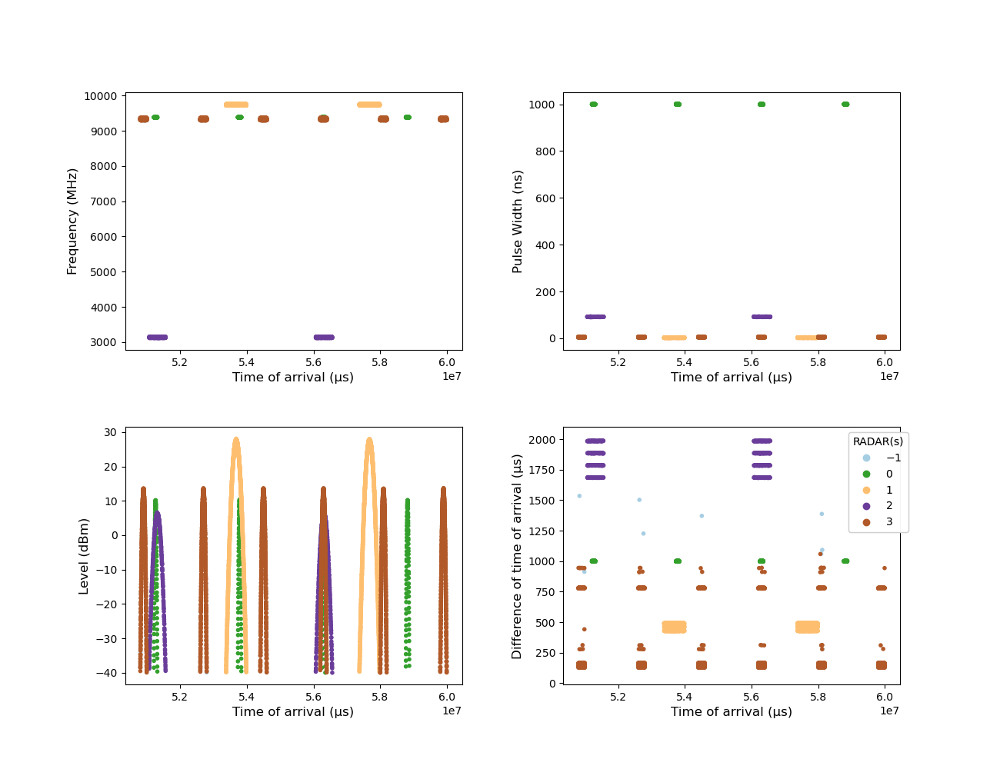 10000
9000
8000
7000
6000
5000
4000
3000
Frequency (MHz)
5.2 5.4 5.6 5.8 6.0
Time of arrival (µs)
1e7
1000
800
600
400
200
0
Pulse Width (ns)
5.2 5.4 5.6 5.8 6.0
Time of arrival (µs)
1e7
30
20
10
0
−10
−20
−30
−40
Level (dBm)
5.2 5.4 5.6 5.8 6.0
Time of arrival (µs)
1e7
2000
1750
1500
1250
1000
750
500
250
0
Difference of time of arrival (µs)
RADAR(s)
−1
0
1
2
3
5.2 5.4 5.6 5.8 6.0
Time of arrival (µs)
1e7